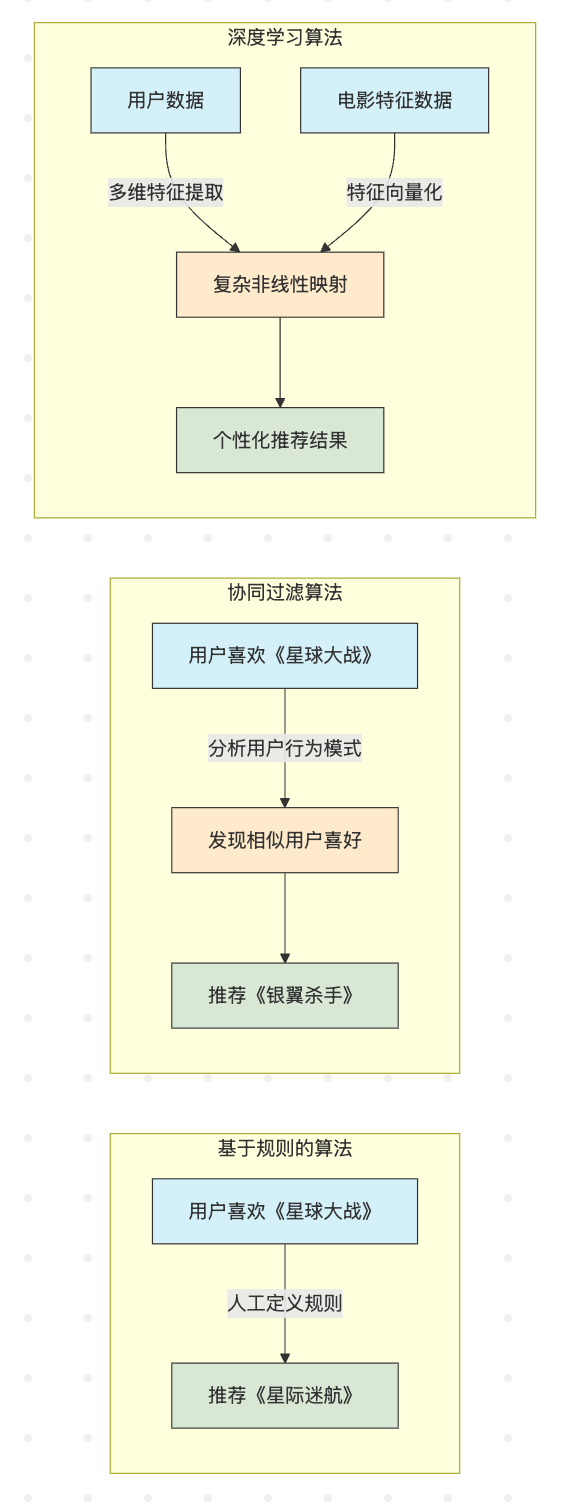 深度学习算法
用户数据
电影特征数据
多维特征提取
特征向量化
复杂非线性映射
个性化推荐结果
协同过滤算法
用户喜欢《星球大战》
分析用户行为模式
发现相似用户喜好
推荐《银翼杀手》
基于规则的算法
用户喜欢《星球大战》
人工定义规则
推荐《星际迷航》